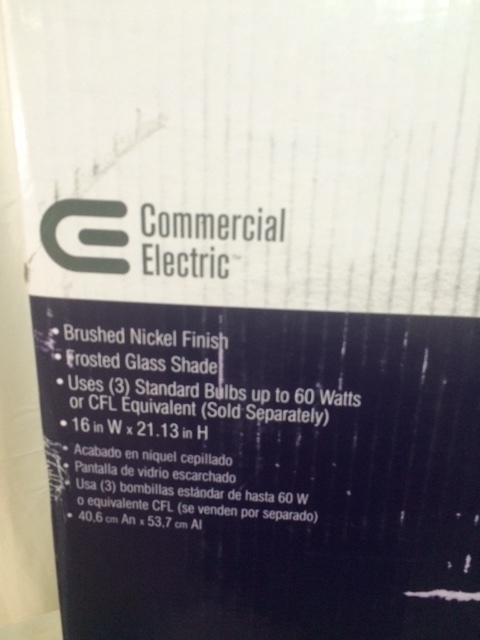 Commercial
Electric™
• Brushed Nickel Finish
• Frosted Glass Shade
• Uses (3) Standard Bulbs up to 60 Watts
or CFL Equivalent (Sold Separately)
• 16 in W x 21.13 in H
• Acabado en níquel cepillado
• Pantalla de vidrio escarchado
• Usa (3) bombillas estándar de hasta 60 W
o equivalente CFL (se venden por separado)
• 40,6 cm An x 53,7 cm Al